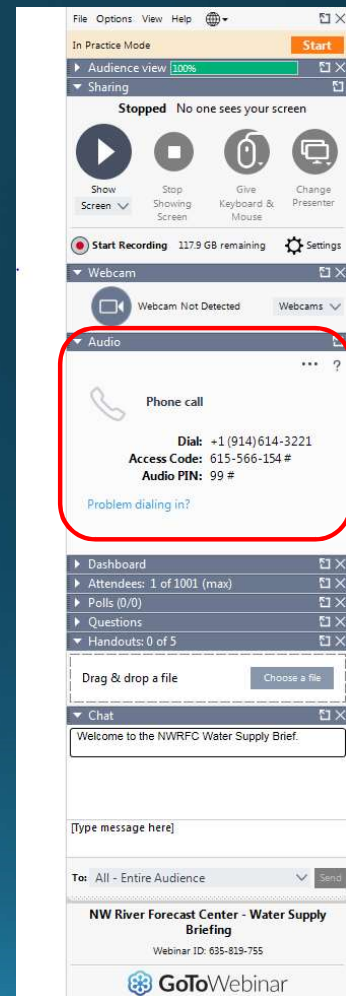 File Options View Help
In Practice Mode Start
Audience view 100%
Sharing
Stopped No one sees your screen
Show
Screen
Stop
Showing
Screen
Give
Keyboard &
Mouse
Change
Presenter
Start Recording 117.9 GB remaining Settings
Webcam
Webcam Not Detected Webcams
Audio
... ?
Phone call
Dial: +1 (914) 614-3221
Access Code: 615-566-154 #
Audio PIN: 99 #
Problem dialing in?
Dashboard
Attendees: 1 of 1001 (max)
Polls (0/0)
Questions
Handouts: 0 of 5
Drag & drop a file Choose a file
Chat
Welcome to the NWRFC Water Supply Brief.
[Type message here]
To: All - Entire Audience Send
NW River Forecast Center - Water Supply
Briefing
Webinar ID: 635-819-755
GoToWebinar